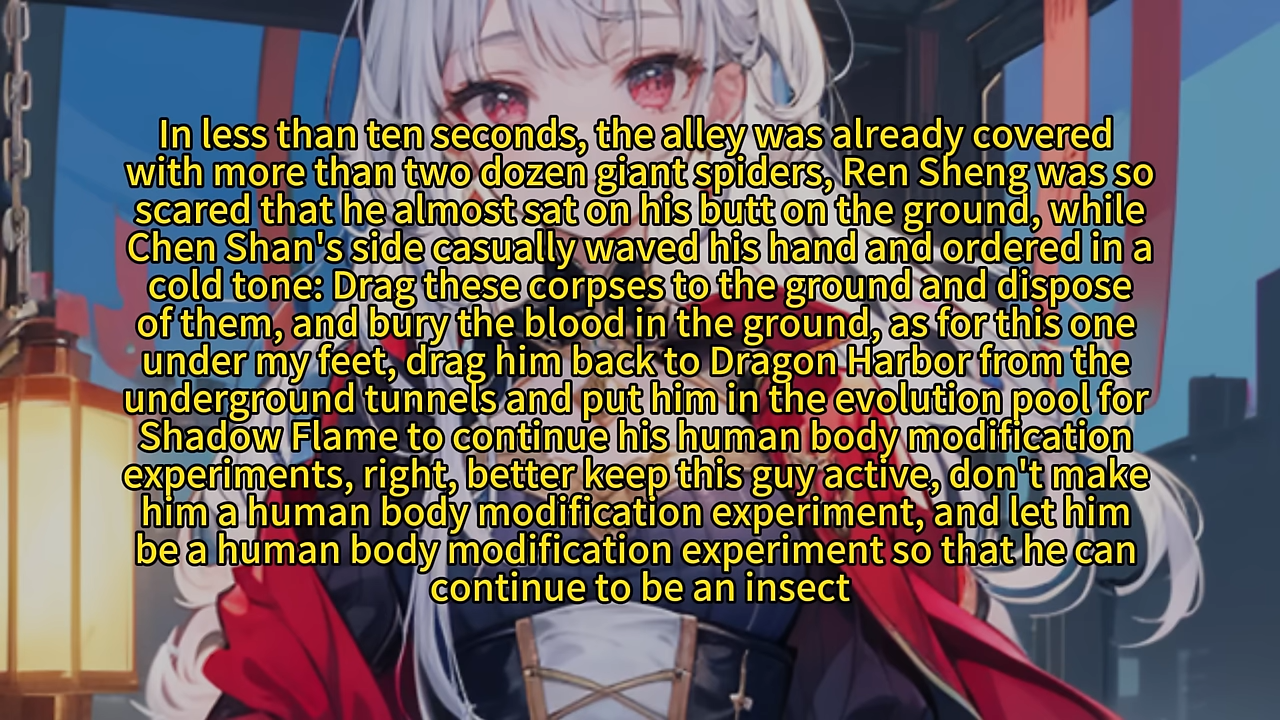 In less than ten seconds, the alley was already covered
with more than two dozen giant spiders, Ren Sheng was so
scared that he almost sat on his butt on the ground, while
Chen Shan's side casually waved his hand and ordered in a
cold tone: Drag these corpses to the ground and dispose
of them, and bury the blood in the ground, as for this one
under my feet, drag him back to Dragon Harbor from the
underground tunnels and put him in the evolution pool for
Shadow Flame to continue his human body modification
experiments, right, better keep this guy active, don't make
him a human body modification experiment, and let him
be a human body modification experiment so that he can
continue to be an insect